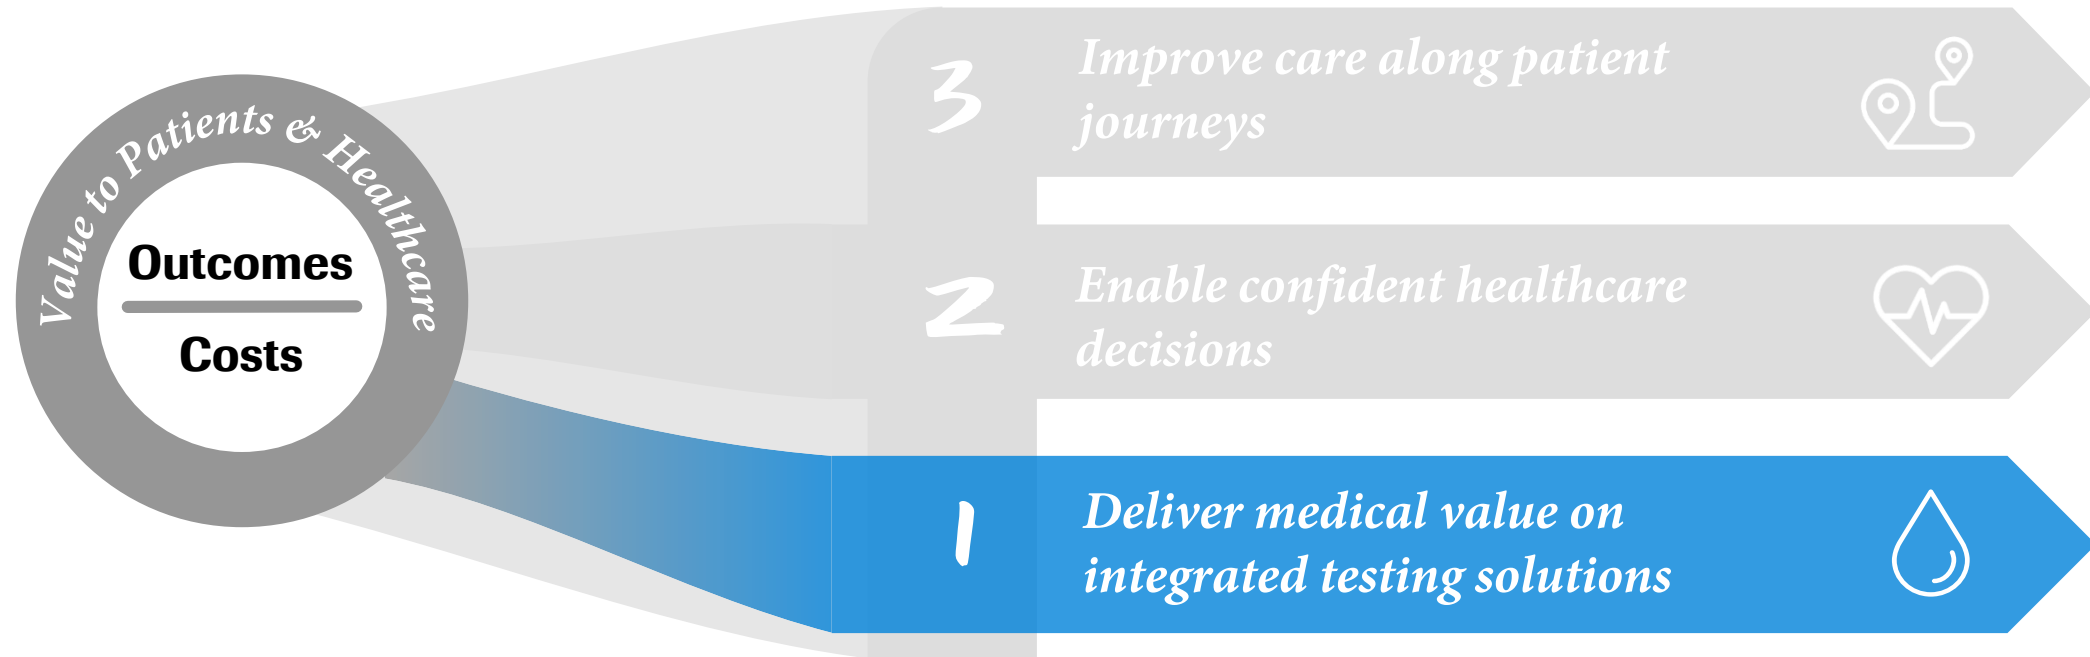 Value to Patients & Healthcare
Outcomes
Costs
3
Improve care along patient
journeys
2
Enable confident healthcare
decisions
1
Deliver medical value on
integrated testing solutions